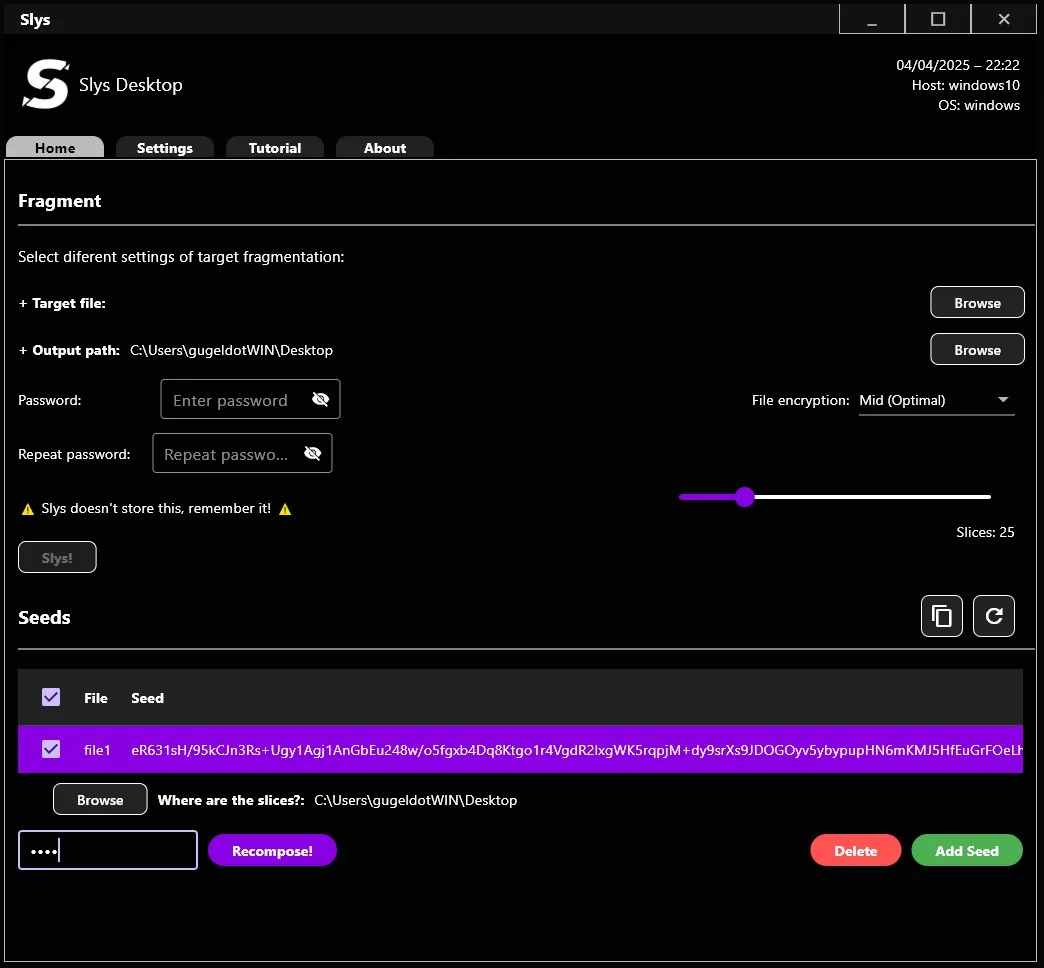 Slys
Slys Desktop
04/04/2025 – 22:22
Host: windows10
OS: windows
Home Settings Tutorial About
Fragment
Select diferent settings of target fragmentation:
+ Target file: Browse
+ Output path: C:\Users\gugeldotWIN\Desktop Browse
Password: Enter password File encryption: Mid (Optimal)
Repeat password: Repeat passwo...
⚠ Slys doesn't store this, remember it! ⚠
Slices: 25
Slys!
Seeds
File Seed
file1 eR631sH/95kCJn3Rs+Ugy1Agj1AnGbEu248w/o5fgxb4Dq8Ktgo1r4VgdR2lxgWK5rqpjM+dy9srXs9JDOGOyv5ybypupHN6mKMJ5HfEuGrFOeLh
Browse Where are the slices?: C:\Users\gugeldotWIN\Desktop
•••• Recompose! Delete Add Seed